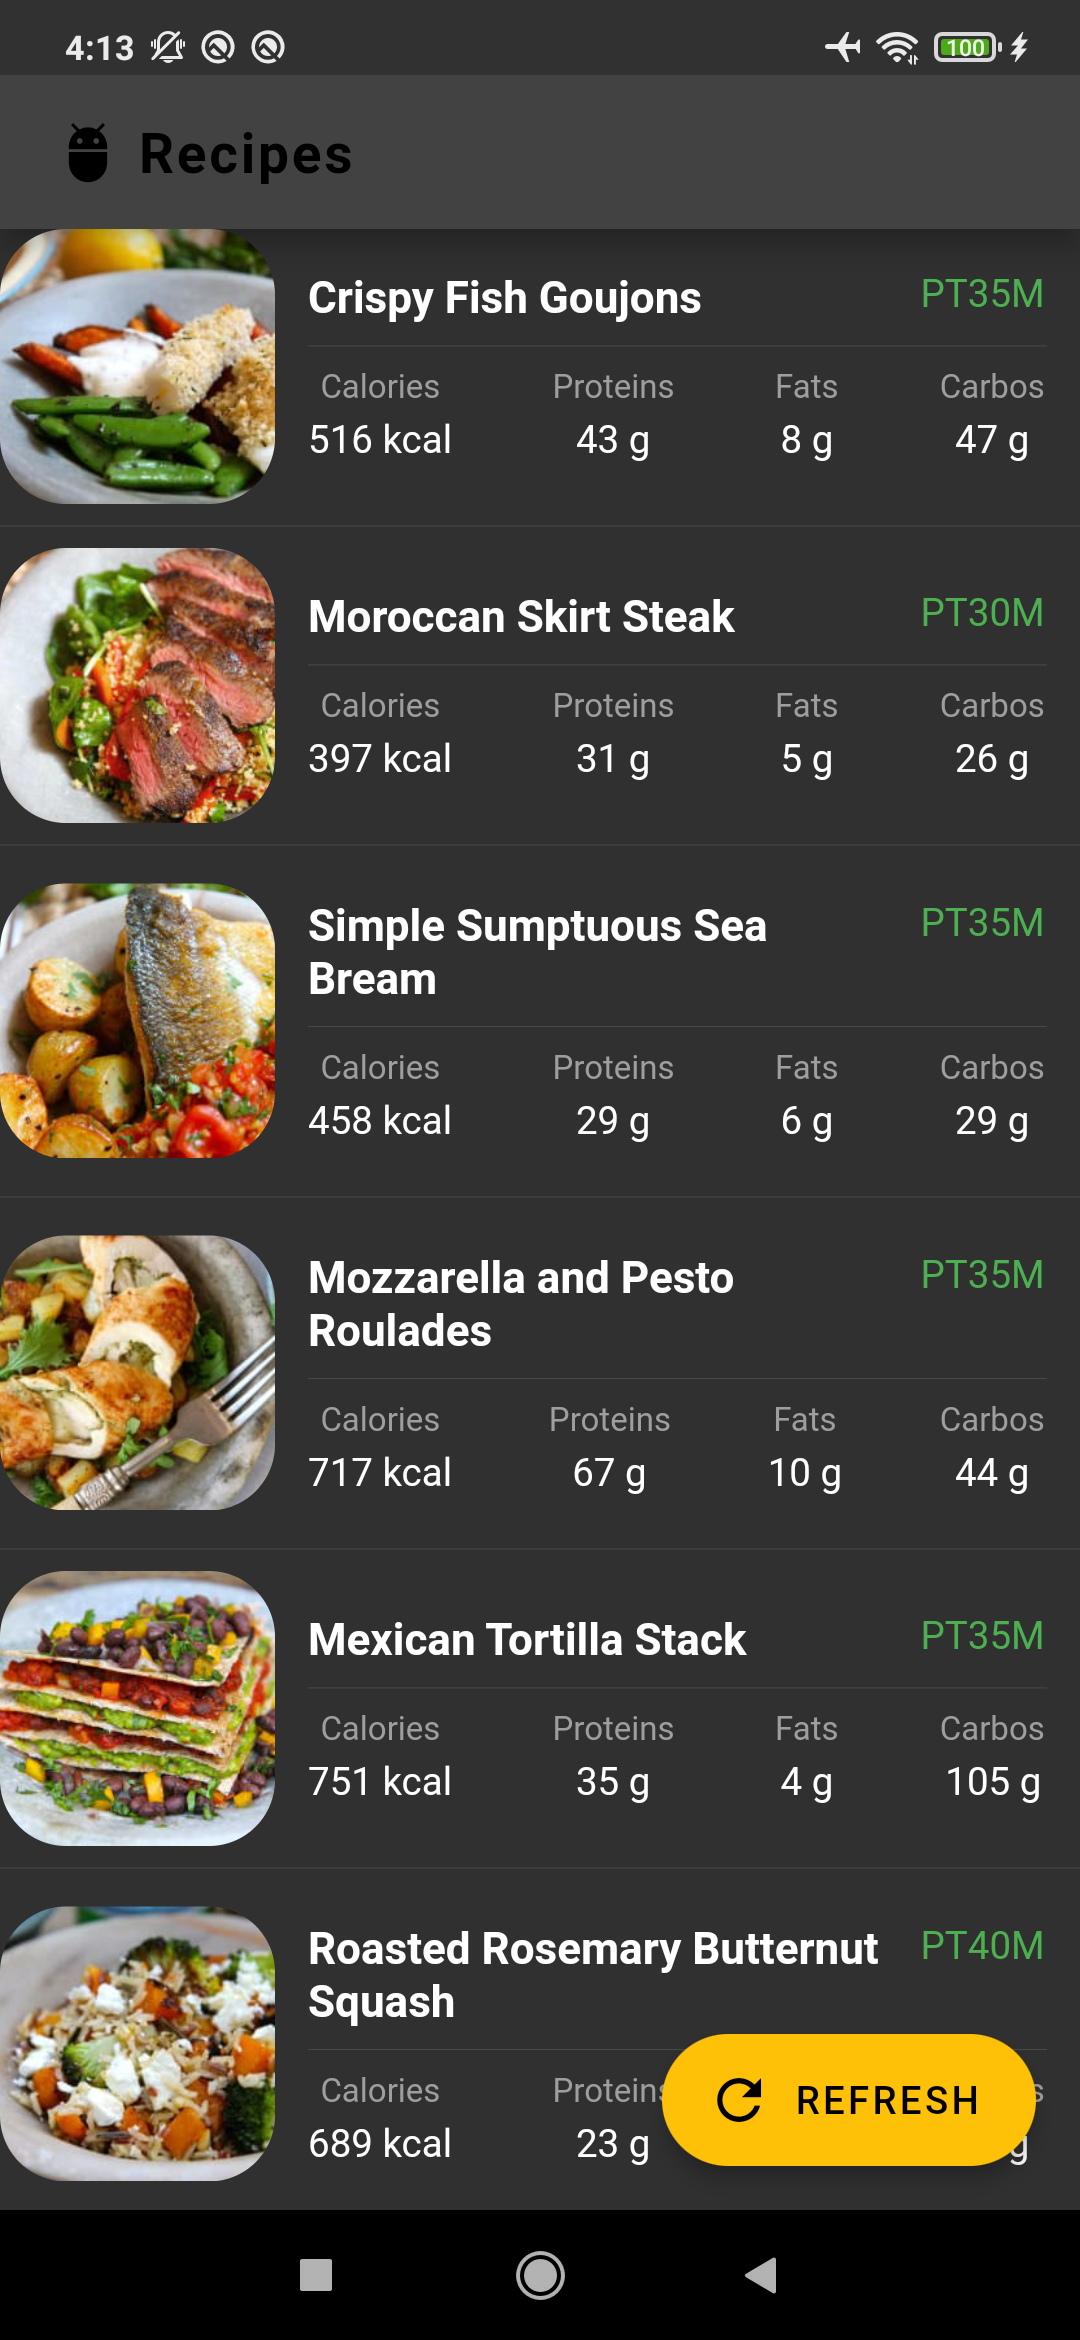 4:13
100
Recipes
Crispy Fish Goujons PT35M
Calories Proteins Fats Carbos
516 kcal 43 g 8 g 47 g
Moroccan Skirt Steak PT30M
Calories Proteins Fats Carbos
397 kcal 31 g 5 g 26 g
Simple Sumptuous Sea PT35M
Bream
Calories Proteins Fats Carbos
458 kcal 29 g 6 g 29 g
Mozzarella and Pesto PT35M
Roulades
Calories Proteins Fats Carbos
717 kcal 67 g 10 g 44 g
Mexican Tortilla Stack PT35M
Calories Proteins Fats Carbos
751 kcal 35 g 4 g 105 g
Roasted Rosemary Butternut PT40M
Squash
Calories Proteins
689 kcal 23 g
REFRESH